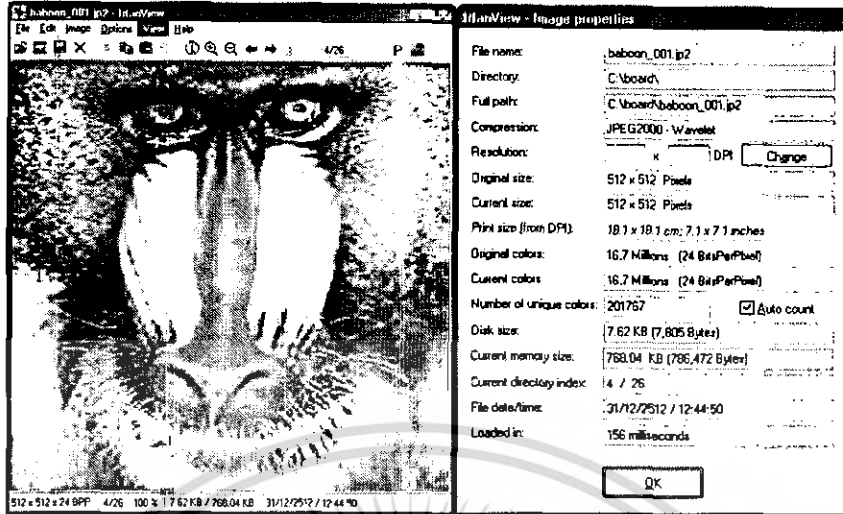 baboon_001.jp2 - IrfanView
File Edit Image Options View Help
4/26
512 x 512 x 24 BPP 4/26 100 % 7.62 KB / 768.04 KB 31/12/2512 / 12:44:50
IrfanView - Image properties
File name: baboon_001.jp2
Directory: C:\board\
Full path: C:\board\baboon_001.jp2
Compression: JPEG2000 - Wavelet
Resolution: x DPI Change
Original size: 512 x 512 Pixels
Current size: 512 x 512 Pixels
Print size (from DPI): 18.1 x 18.1 cm; 7.1 x 7.1 inches
Original colors: 16.7 Millions (24 BitsPerPixel)
Current colors 16.7 Millions (24 BitsPerPixel)
Number of unique colors: 201767 Auto count
Disk size: 7.62 KB (7,805 Bytes)
Current memory size: 768.04 KB (786,472 Bytes)
Current directory index: 4 / 26
File date/time: 31/12/2512 / 12:44:50
Loaded in: 156 milliseconds
OK